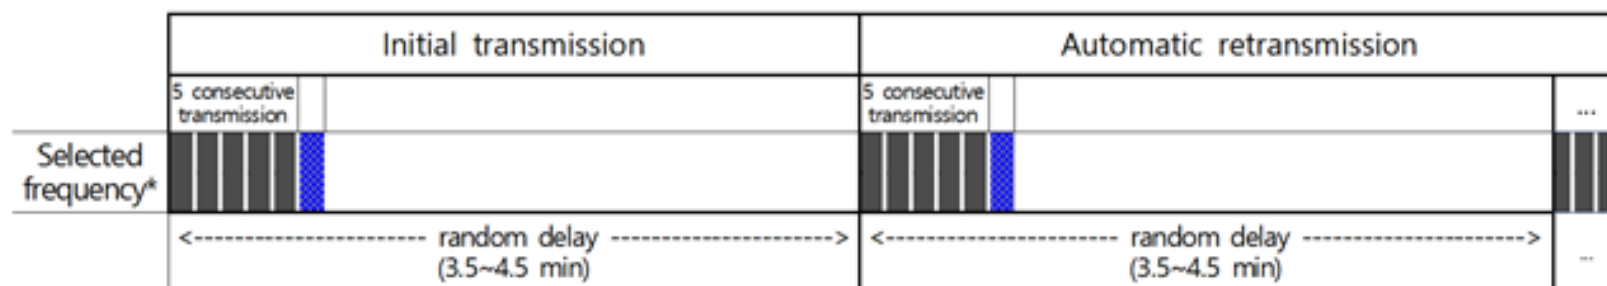 Initial transmission
Automatic retransmission
5 consecutive
transmission
5 consecutive
transmission
...
Selected
frequency*
<----------------------- random delay ----------------------->
(3.5~4.5 min)
<----------------------- random delay ----------------------->
(3.5~4.5 min)
...